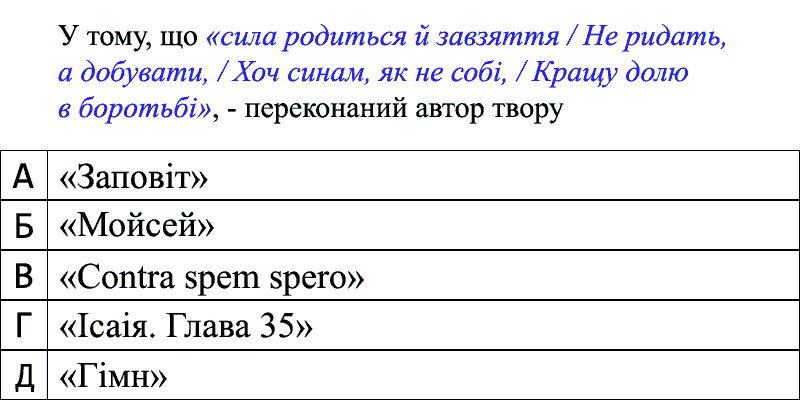 У тому, що «сила родиться й завзяття / Не ридать,
а добувати, / Хоч синам, як не собі, / Кращу долю
в боротьбі», - переконаний автор твору
А «Заповіт»
Б «Мойсей»
В «Contra spem spero»
Г «Ісаія. Глава 35»
Д «Гімн»